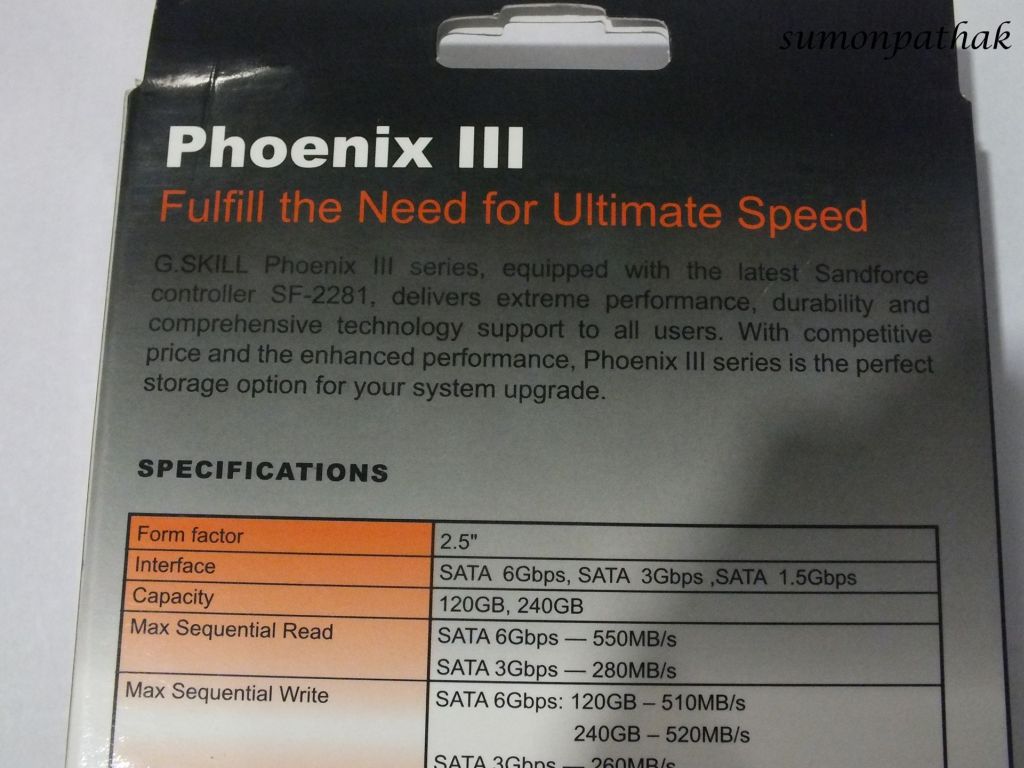 sumonpathak
Phoenix III
Fulfill the Need for Ultimate Speed
G.SKILL Phoenix III series, equipped with the latest Sandforce
controller SF-2281, delivers extreme performance, durability and
comprehensive technology support to all users. With competitive
price and the enhanced performance, Phoenix III series is the perfect
storage option for your system upgrade.
SPECIFICATIONS
Form factor 2.5"
Interface SATA 6Gbps, SATA 3Gbps ,SATA 1.5Gbps
Capacity 120GB, 240GB
Max Sequential Read SATA 6Gbps — 550MB/s
SATA 3Gbps — 280MB/s
Max Sequential Write SATA 6Gbps: 120GB – 510MB/s
240GB – 520MB/s
SATA 3Gbps — 260MB/s